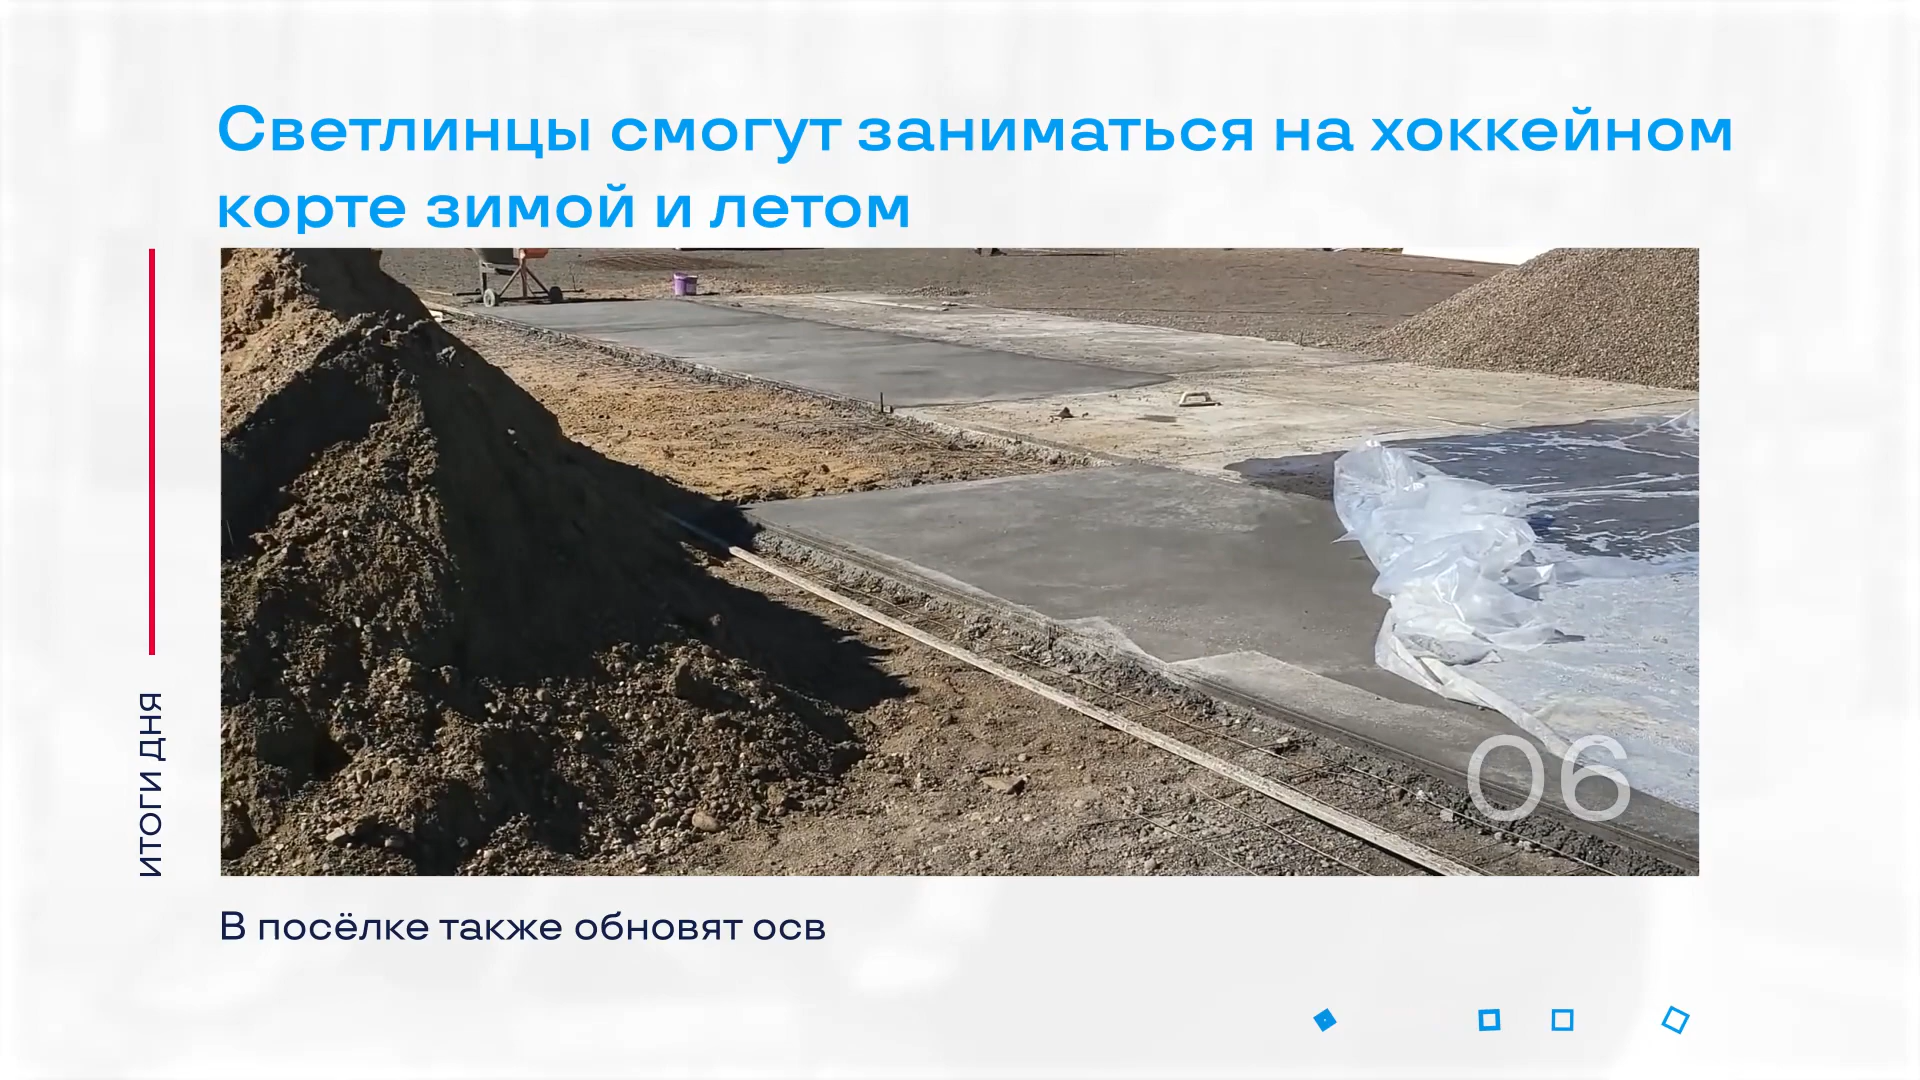 Светлинцы смогут заниматься на хоккейном
корте зимой и летом
ИТОГИ ДНЯ
.06
В посёлке также обновят осв